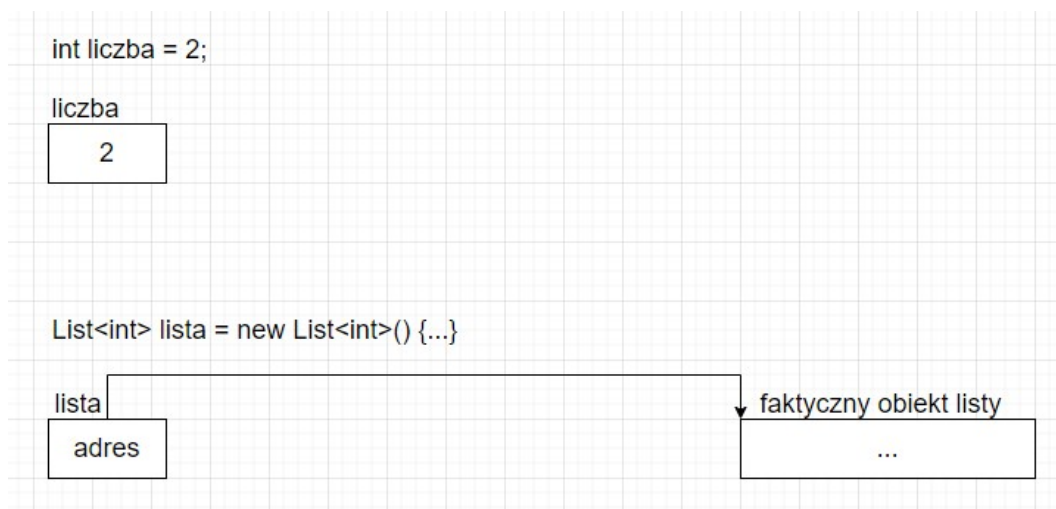 int liczba = 2;
liczba
2
List<int> lista = new List<int>() {...}
lista
faktyczny obiekt listy
adres
...